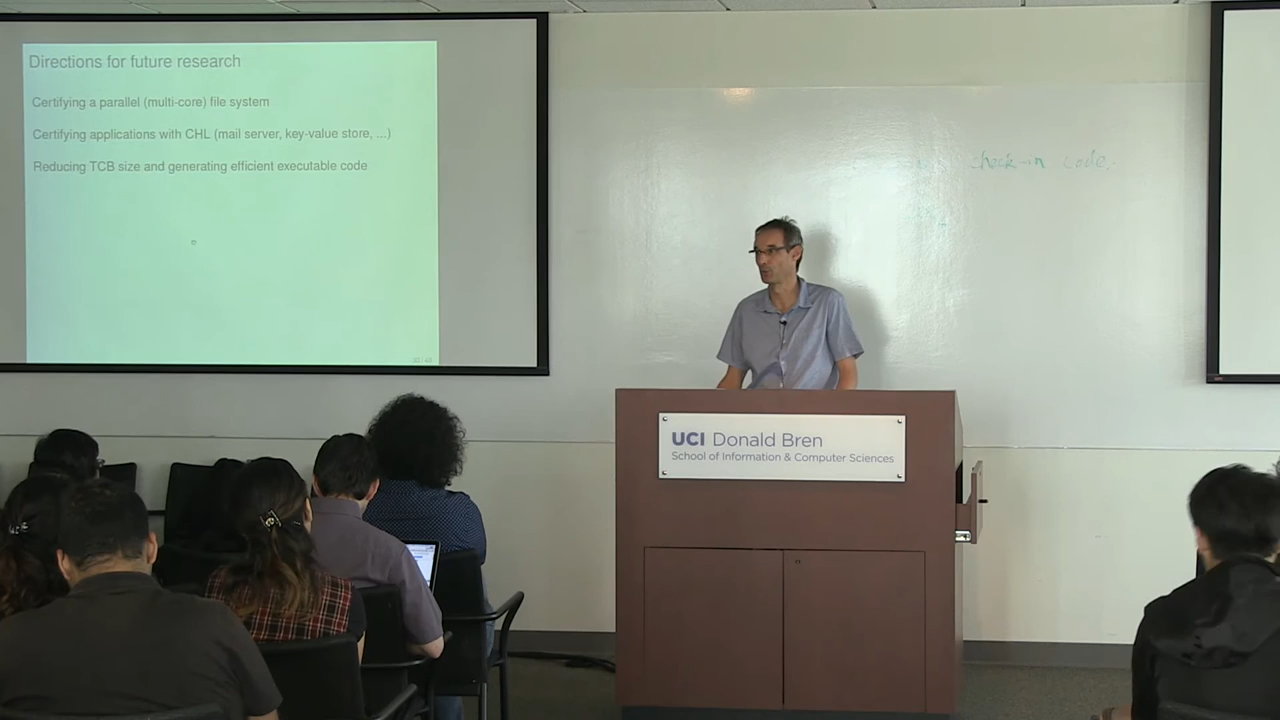 Directions for future research
Certifying a parallel (multi-core) file system
Certifying applications with CHL (mail server, key-value store, ...)
Reducing TCB size and generating efficient executable code
check-in code.
UCI Donald Bren
School of Information & Computer Sciences